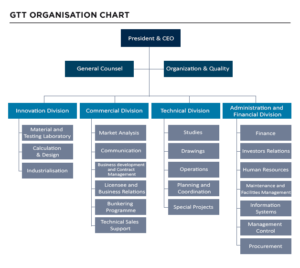 GTT ORGANISATION CHART
President & CEO
General Counsel
Organization & Quality
Innovation Division
Material and
Testing Laboratory
Calculation
& Design
Industrialisation
Commercial Division
Market Analysis
Communication
Business development
and Contract
Management
Licensee and
Business Relations
Bunkering
Programme
Technical Sales
Support
Technical Division
Studies
Drawings
Operations
Planning and
Coordination
Special Projects
Administration and
Financial Division
Finance
Investors Relations
Human Resources
Maintenance and
Facilities Management
Information
Systems
Management
Control
Procurement